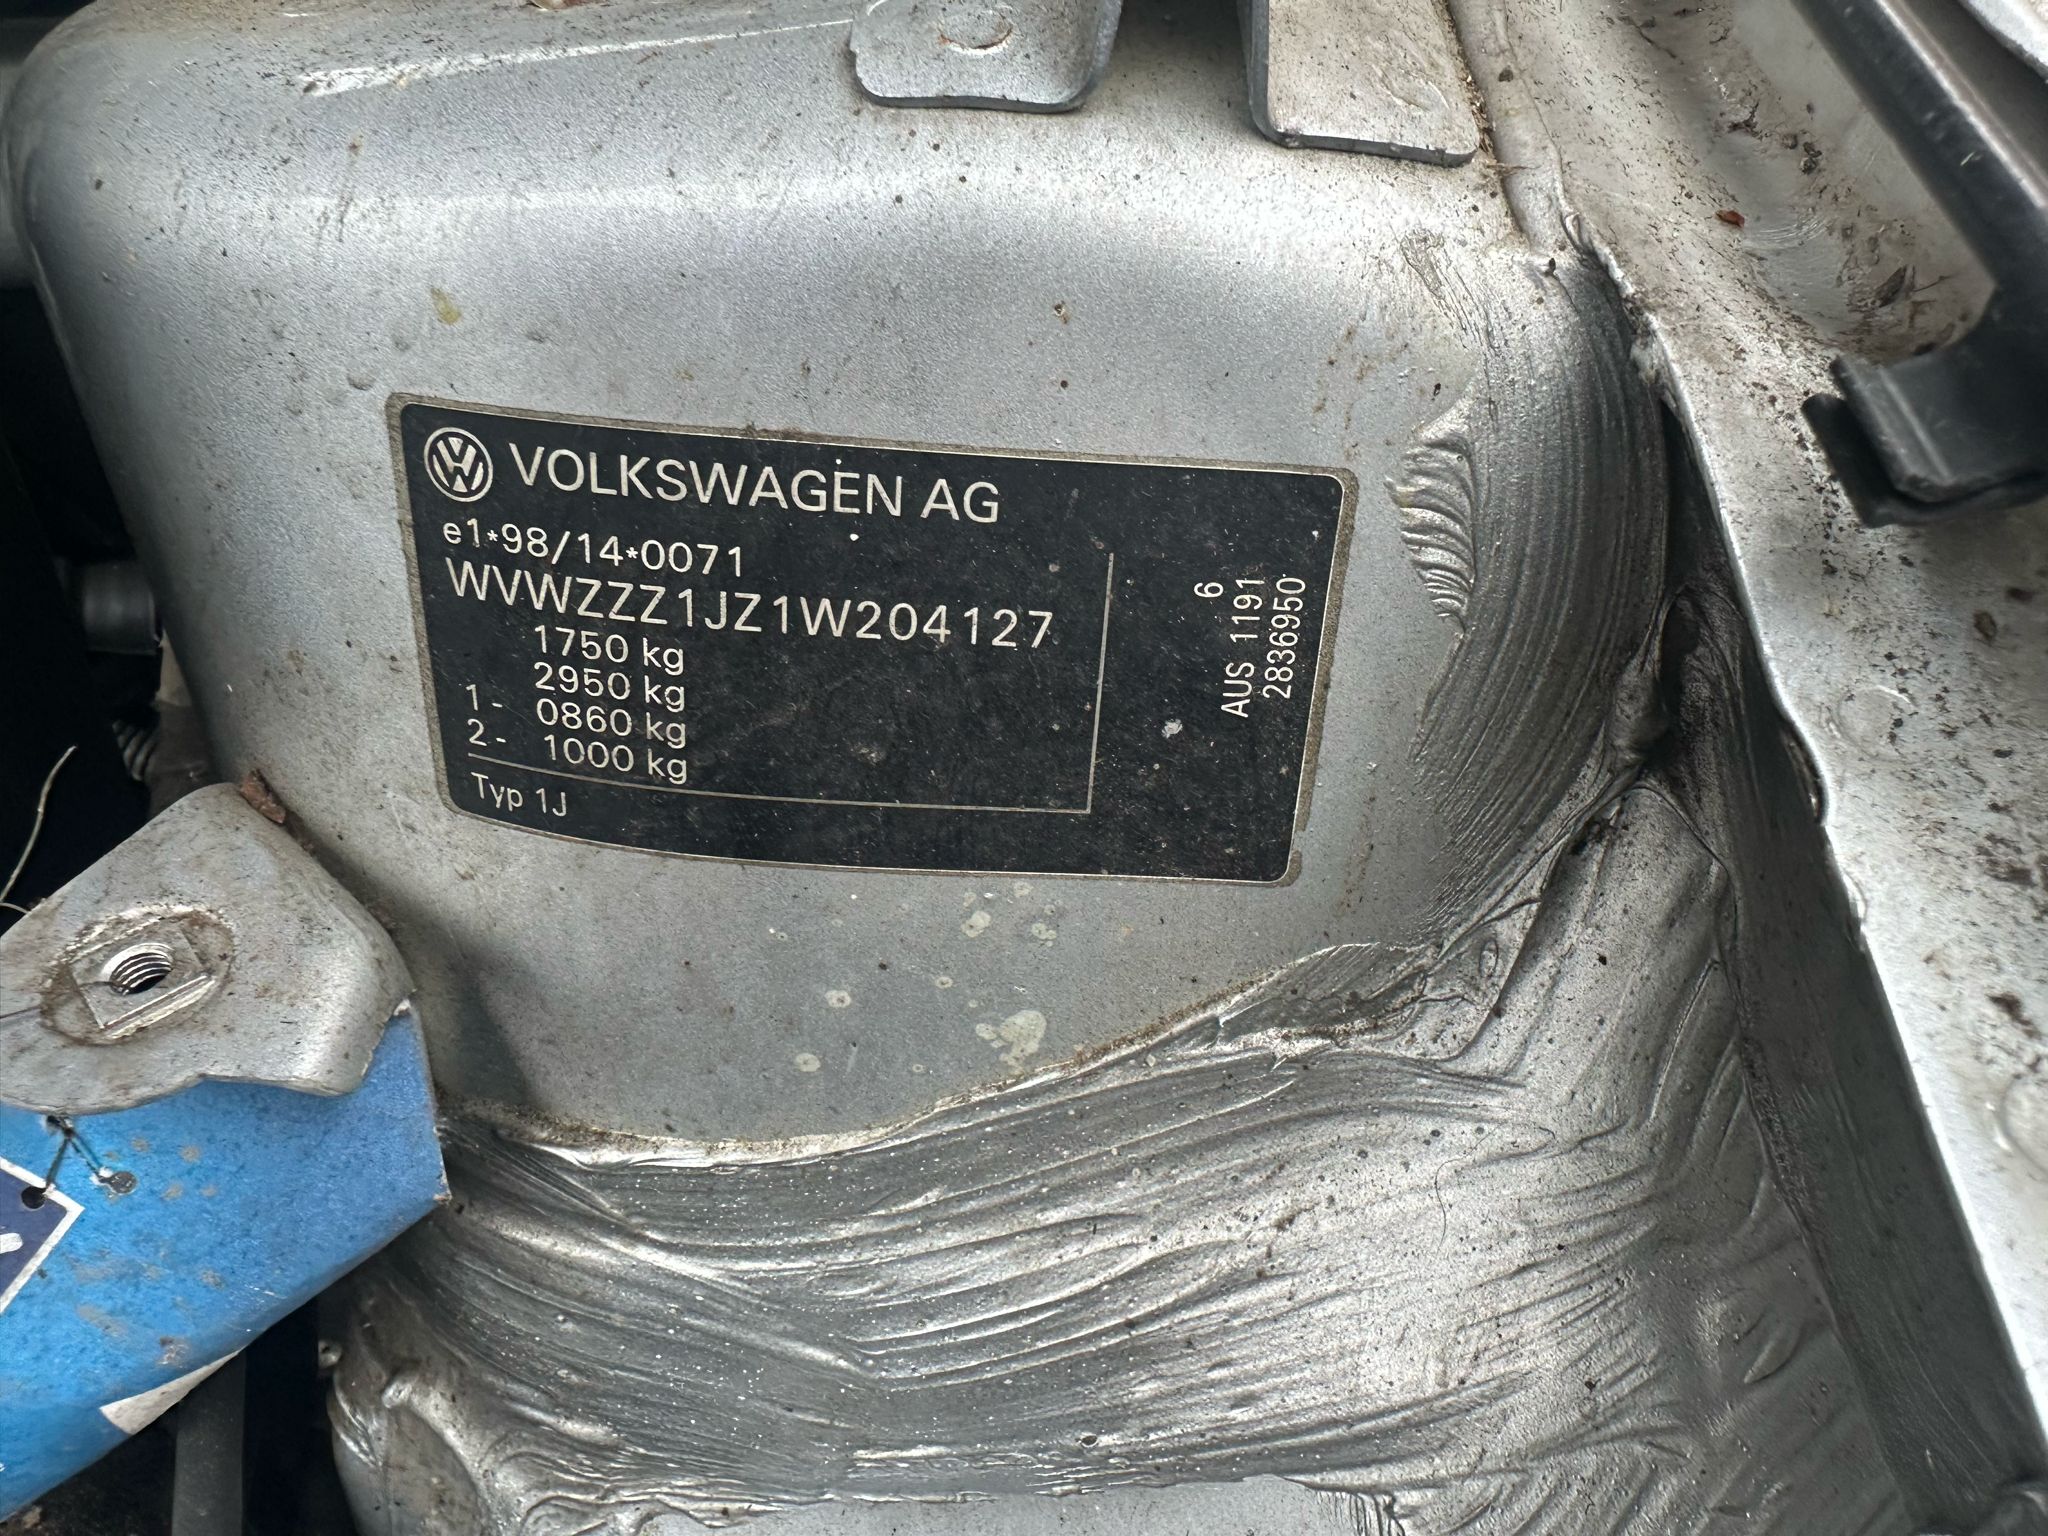 VOLKSWAGEN AG
e1*98/14*0071
WVWZZZ1JZ1W204127
1750 kg
2950 kg
1- 0860 kg
2- 1000 kg
Typ 1J
6
AUS 1191
2836950